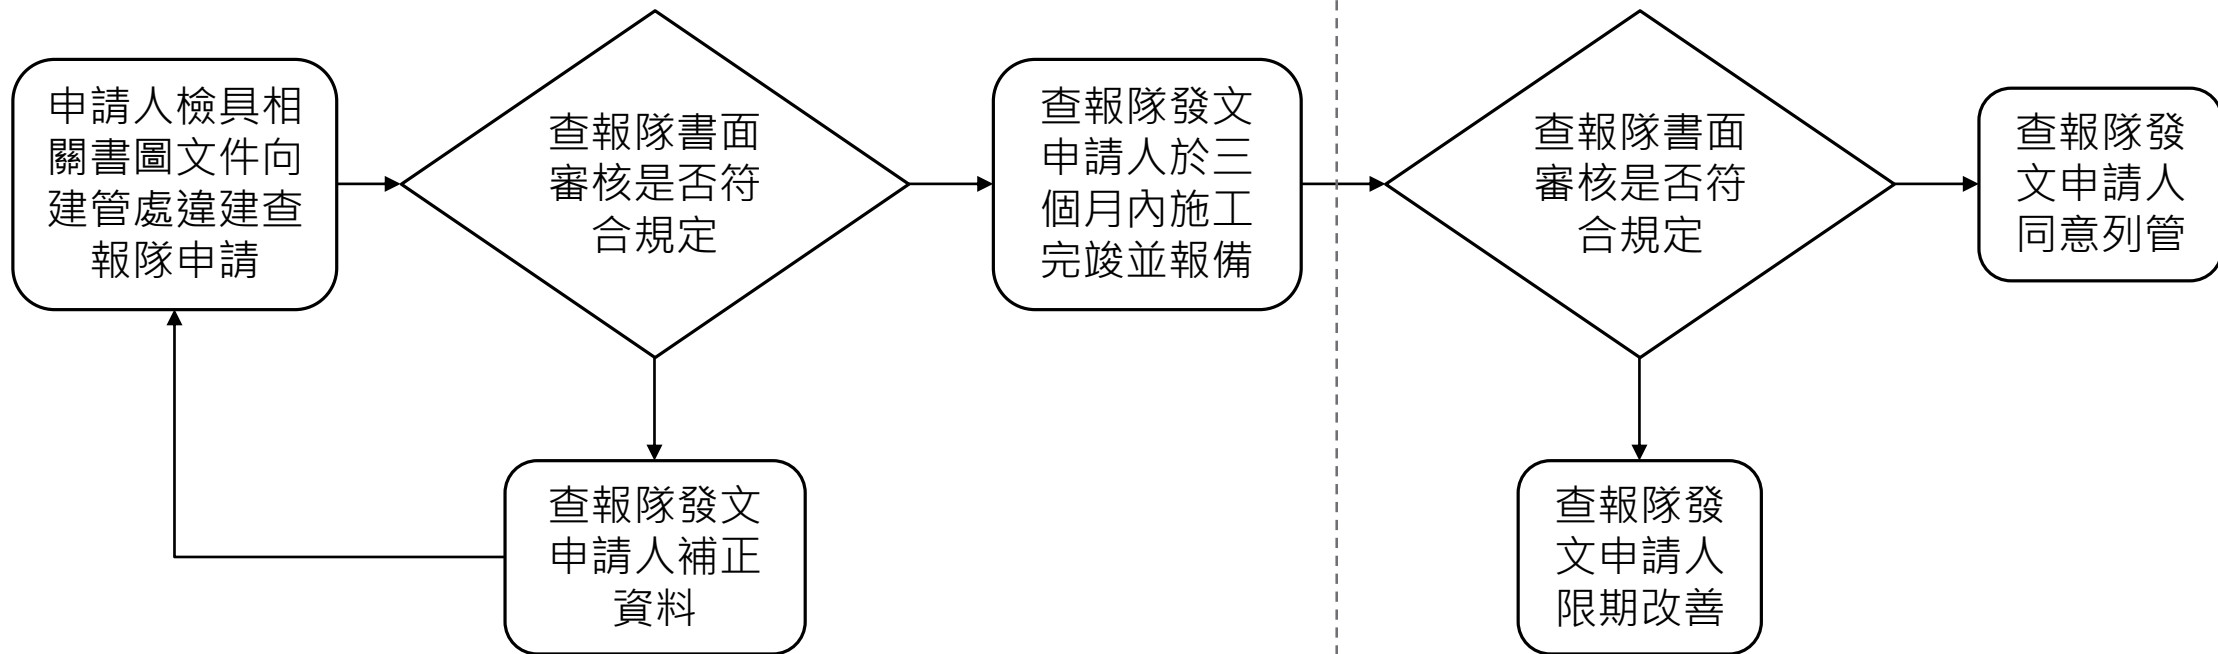 申請人檢具相
關書圖文件向
建管處違建查
報隊申請
查報隊書面
審核是否符
合規定
查報隊發文
申請人於三
個月內施工
完竣並報備
查報隊書面
審核是否符
合規定
查報隊發
文申請人
同意列管
查報隊發文
申請人補正
資料
查報隊發
文申請人
限期改善